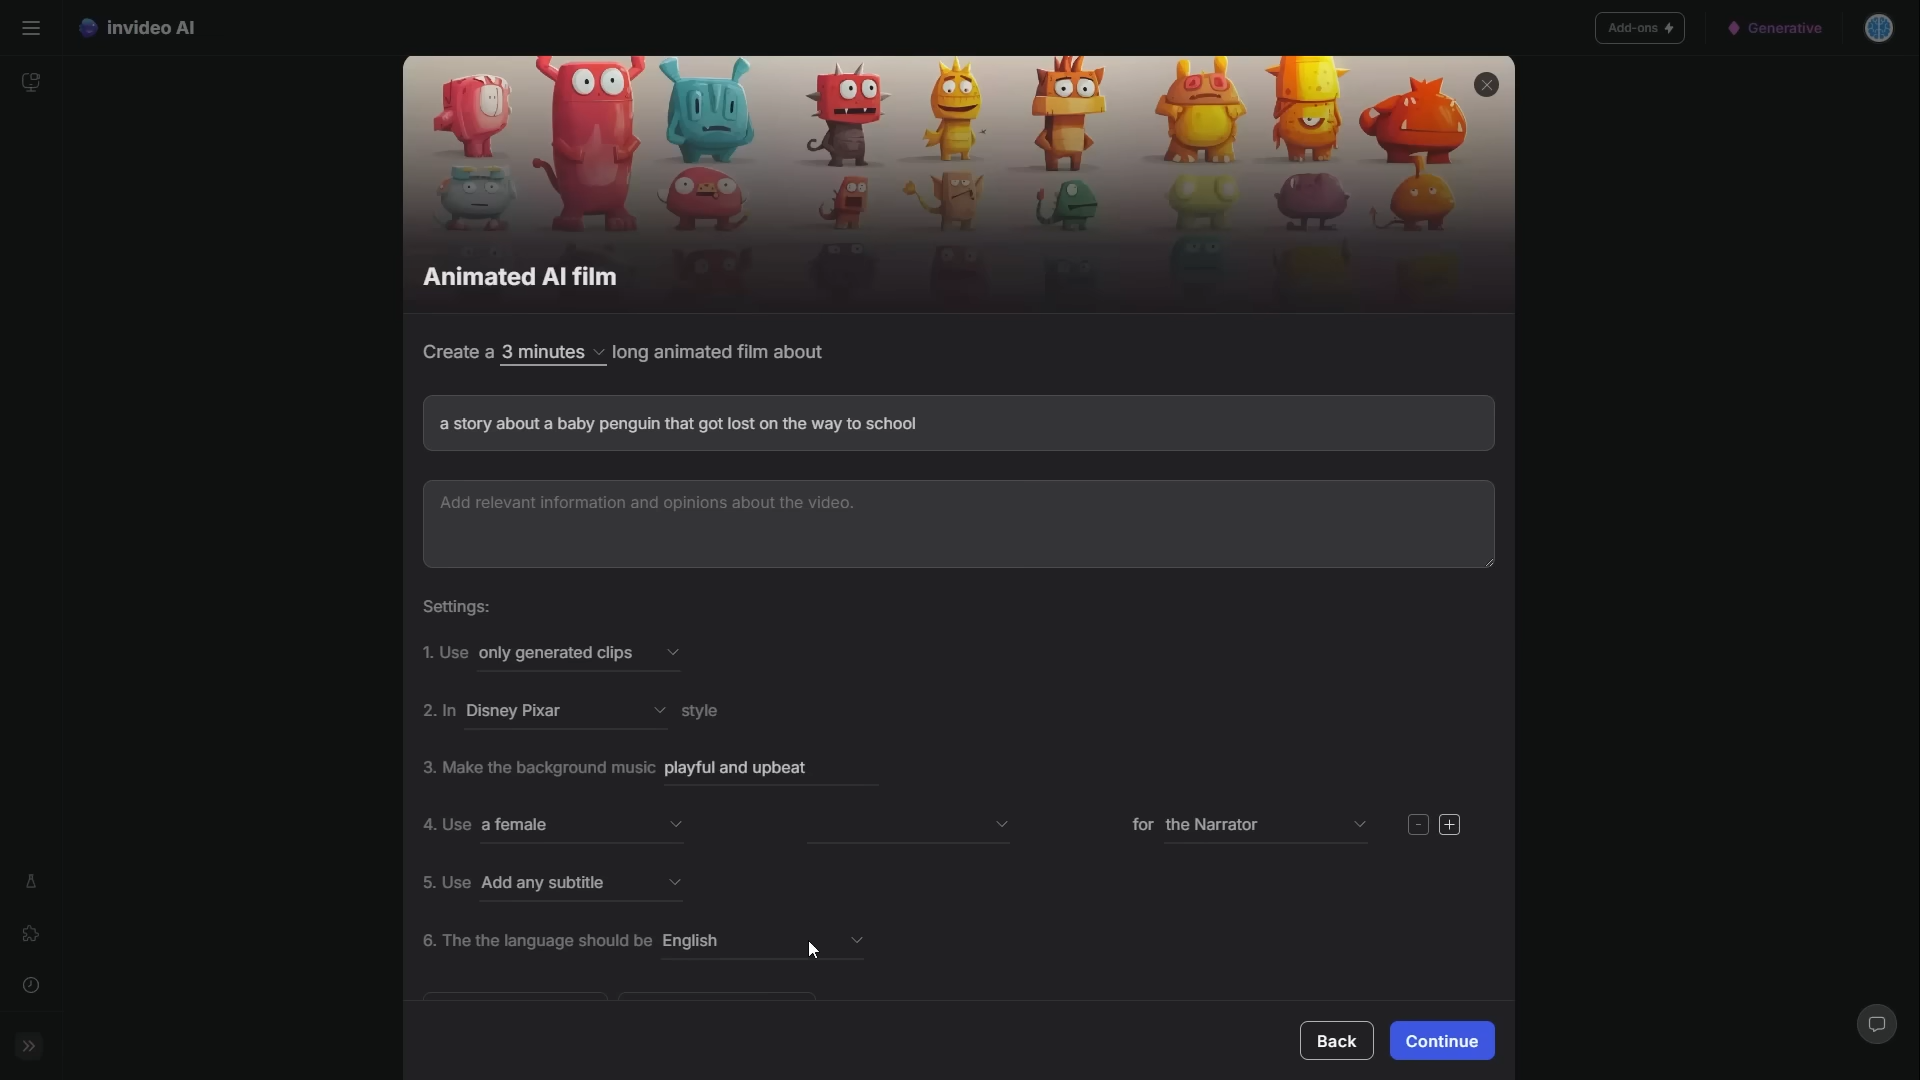 invideo AI
Add-ons
Generative
Animated AI film
Create a 3 minutes long animated film about
a story about a baby penguin that got lost on the way to school
Add relevant information and opinions about the video.
Settings:
1. Use only generated clips
2. In Disney Pixar style
3. Make the background music playful and upbeat
4. Use a female for the Narrator - +
5. Use Add any subtitle
6. The the language should be English
Back
Continue